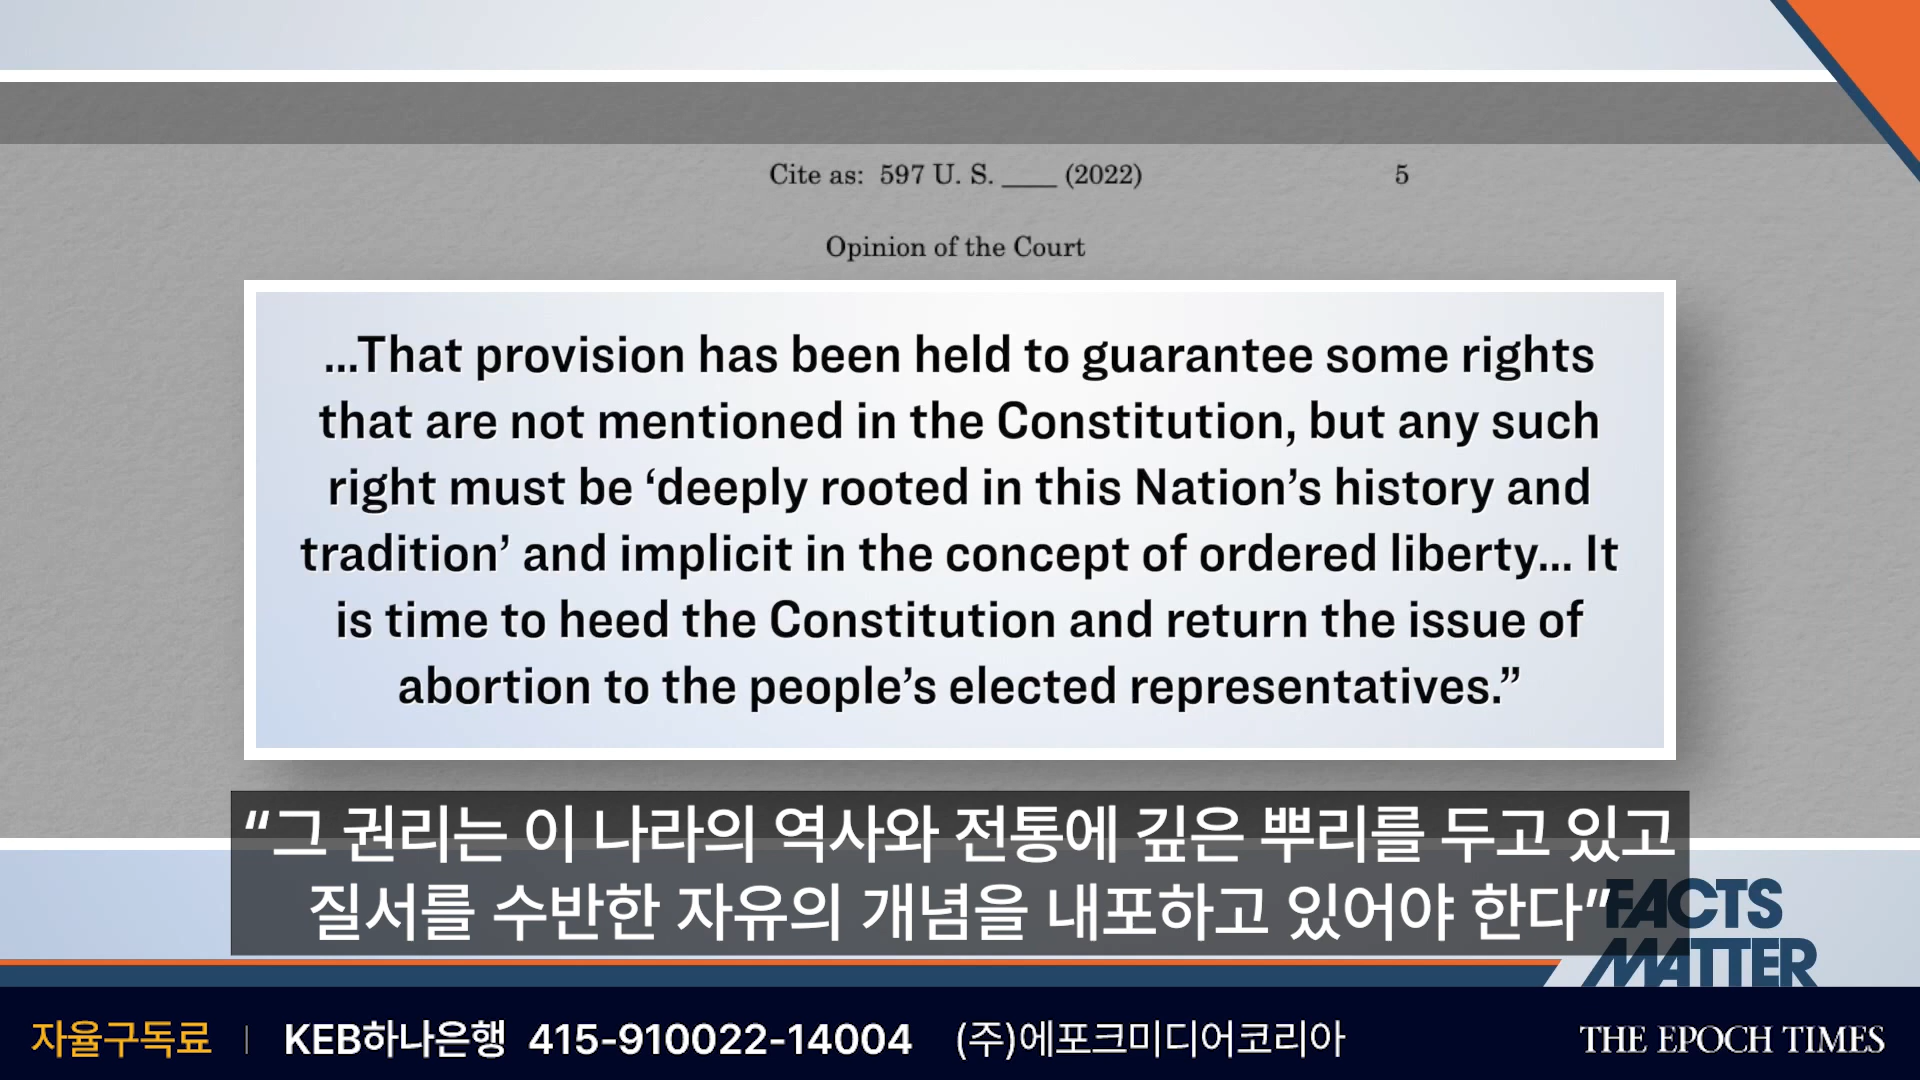 Cite as: 597 U. S. ____ (2022) 5
Opinion of the Court
...That provision has been held to guarantee some rights
that are not mentioned in the Constitution, but any such
right must be ‘deeply rooted in this Nation’s history and
tradition’ and implicit in the concept of ordered liberty... It
is time to heed the Constitution and return the issue of
abortion to the people’s elected representatives.”
“그 권리는 이 나라의 역사와 전통에 깊은 뿌리를 두고 있고
질서를 수반한 자유의 개념을 내포하고 있어야 한다”
FACTS
MATTER
자율구독료 | KEB하나은행 415-910022-14004 (주)에포크미디어코리아
THE EPOCH TIMES